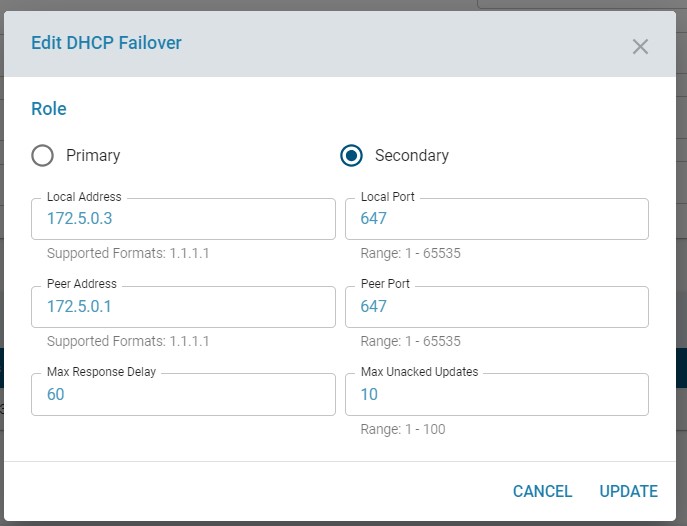 Edit DHCP Failover
Role
Primary
Secondary
Local Address
Local Port
172.5.0.3
647
Supported Formats: 1.1.1.1
Range: 1 - 65535
Peer Address
Peer Port
172.5.0.1
647
Supported Formats: 1.1.1.1
Range: 1 - 65535
Max Response Delay
Max Unacked Updates
60
10
Range: 1 - 100
CANCEL
UPDATE